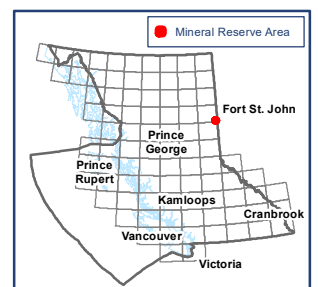 Mineral Reserve Area
Fort St. John
Prince
George
Prince
Rupert
Kamloops
Cranbrook
Vancouver
Victoria